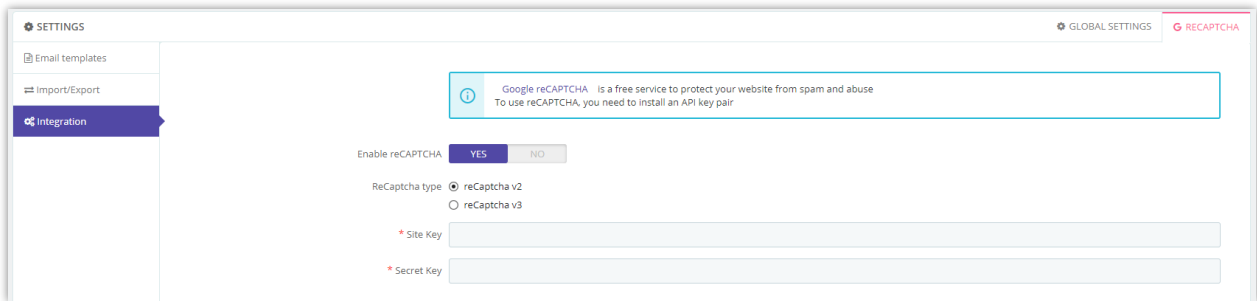 SETTINGS
GLOBAL SETTINGS
RECAPTCHA
Email templates
Import/Export
Integration
Google reCAPTCHA is a free service to protect your website from spam and abuse
To use reCAPTCHA, you need to install an API key pair
Enable reCAPTCHA YES NO
ReCaptcha type reCaptcha v2
reCaptcha v3
* Site Key
* Secret Key